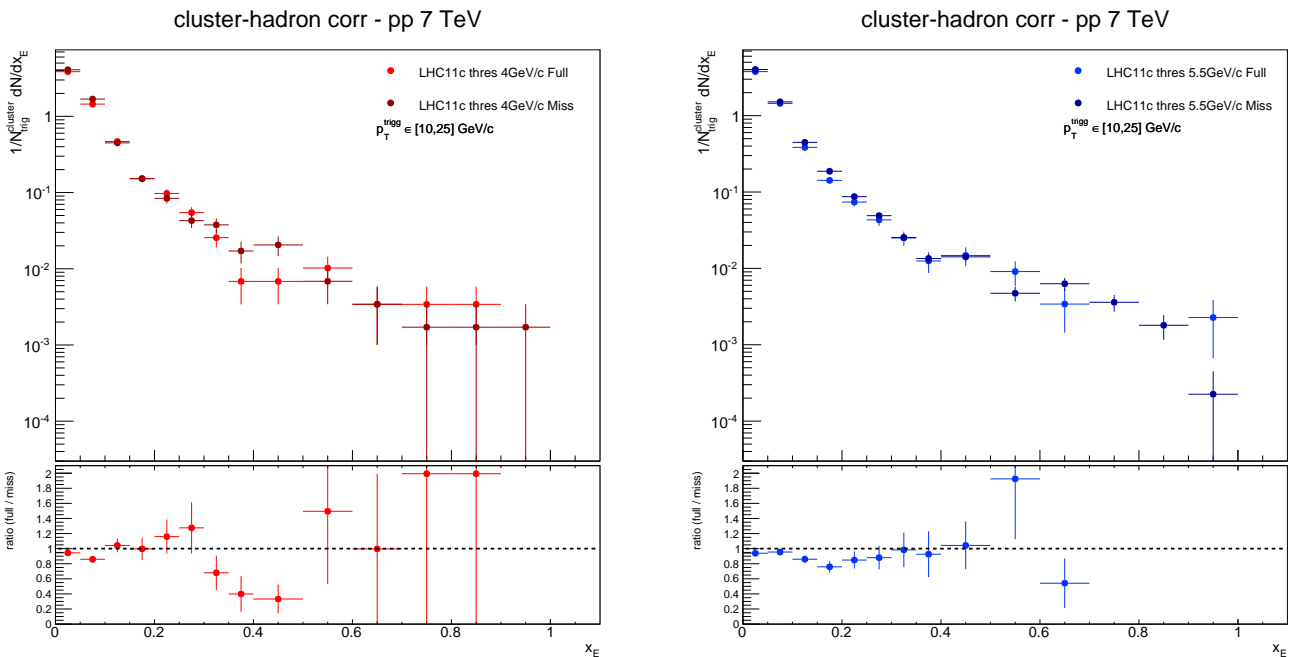 cluster-hadron corr - pp 7 TeV
1/N_trig^cluster dN/dx_E
LHC11c thres 4GeV/c Full
LHC11c thres 4GeV/c Miss
p_T^trigg ∈ [10,25] GeV/c
1
10^-1
10^-2
10^-3
10^-4
ratio (full / miss)
2
1.8
1.6
1.4
1.2
1
0.8
0.6
0.4
0.2
0
0 0.2 0.4 0.6 0.8 1
x_E
cluster-hadron corr - pp 7 TeV
1/N_trig^cluster dN/dx_E
LHC11c thres 5.5GeV/c Full
LHC11c thres 5.5GeV/c Miss
p_T^trigg ∈ [10,25] GeV/c
1
10^-1
10^-2
10^-3
10^-4
ratio (full / miss)
2
1.8
1.6
1.4
1.2
1
0.8
0.6
0.4
0.2
0
0 0.2 0.4 0.6 0.8 1
x_E